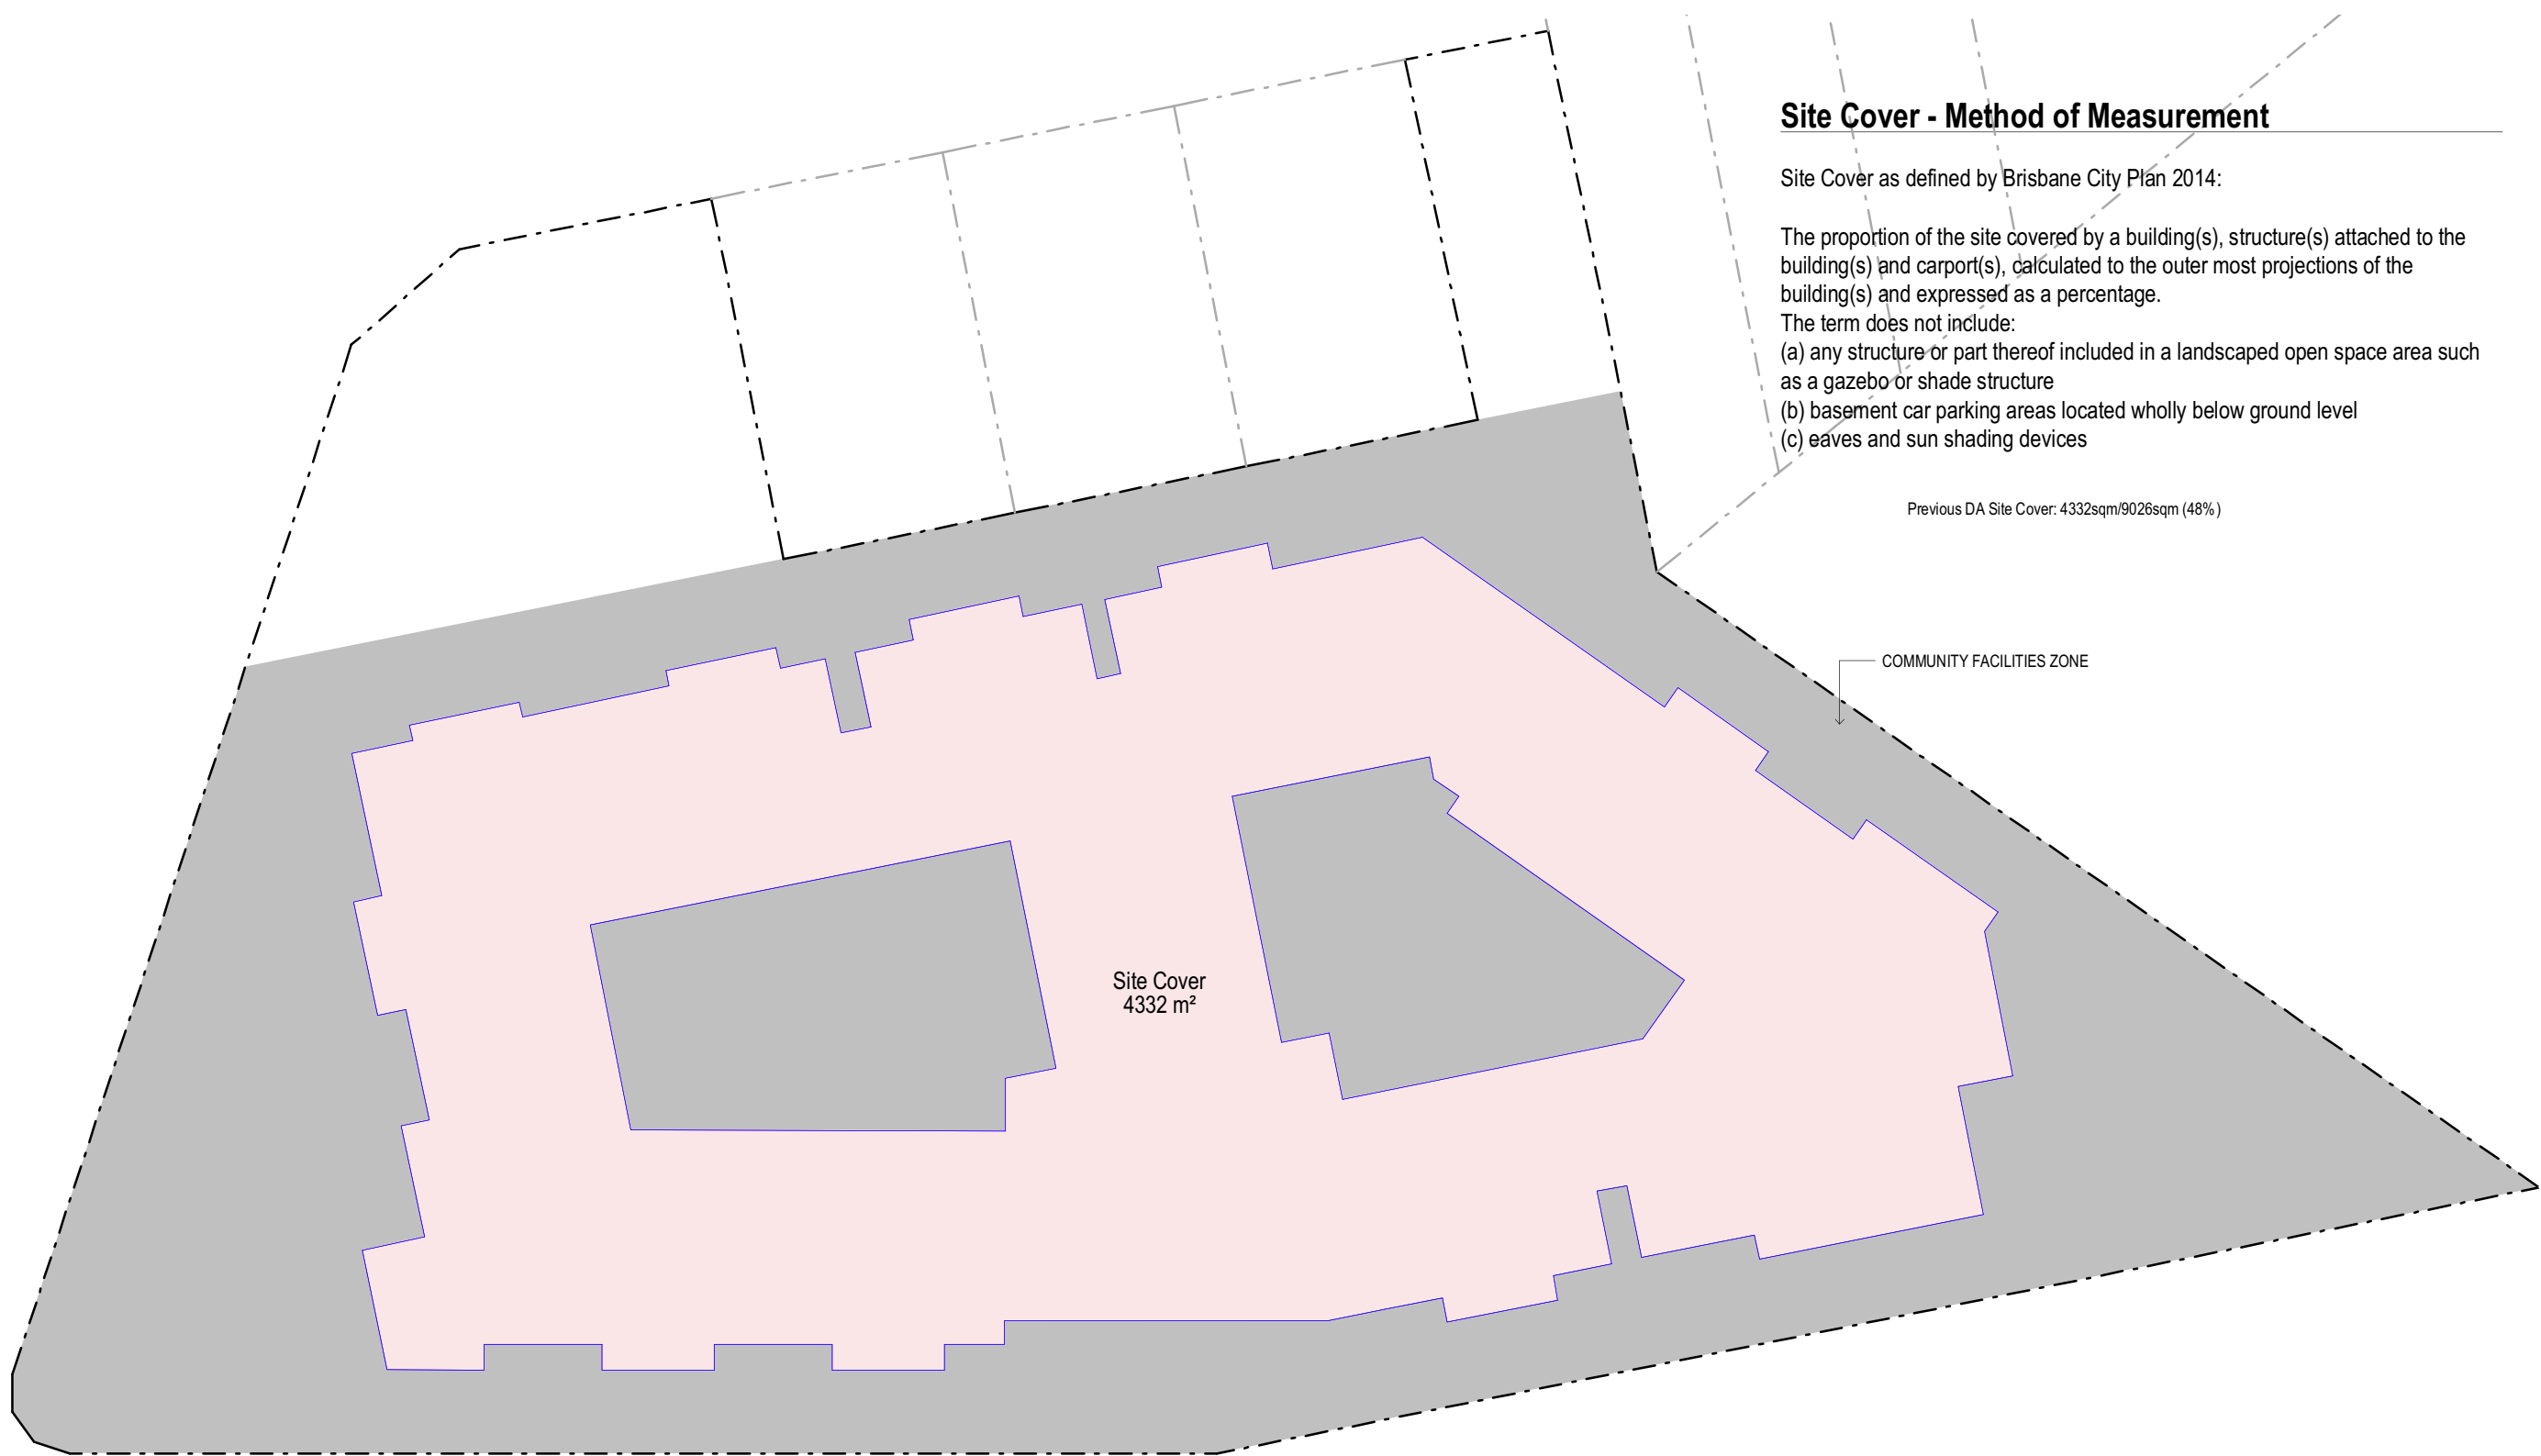 Site Cover - Method of Measurement
Site Cover as defined by Brisbane City Plan 2014:
The proportion of the site covered by a building(s), structure(s) attached to the
building(s) and carport(s), calculated to the outer most projections of the
building(s) and expressed as a percentage.
The term does not include:
(a) any structure or part thereof included in a landscaped open space area such
as a gazebo or shade structure
(b) basement car parking areas located wholly below ground level
(c) eaves and sun shading devices
Previous DA Site Cover: 4332sqm/9026sqm (48%)
COMMUNITY FACILITIES ZONE
Site Cover
4332 m²